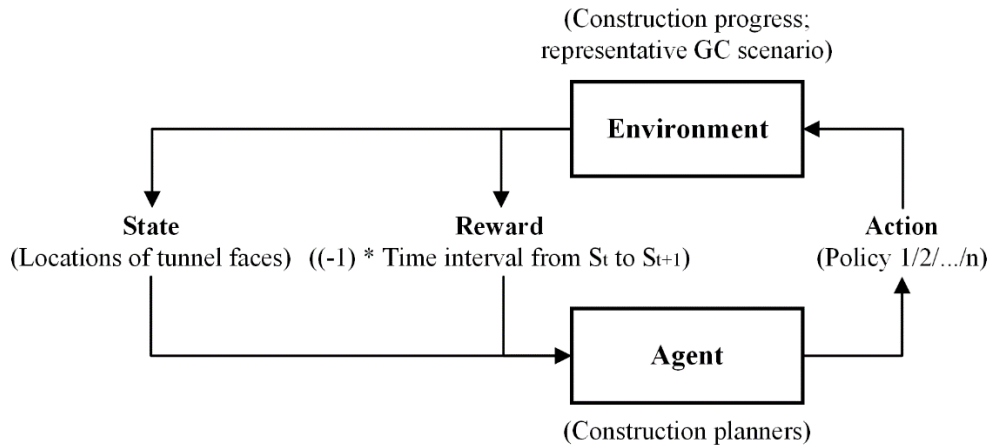 (Construction progress;
representative GC scenario)
Environment
State
(Locations of tunnel faces)
Reward
((-1) * Time interval from St to St+1)
Action
(Policy 1/2/.../n)
Agent
(Construction planners)